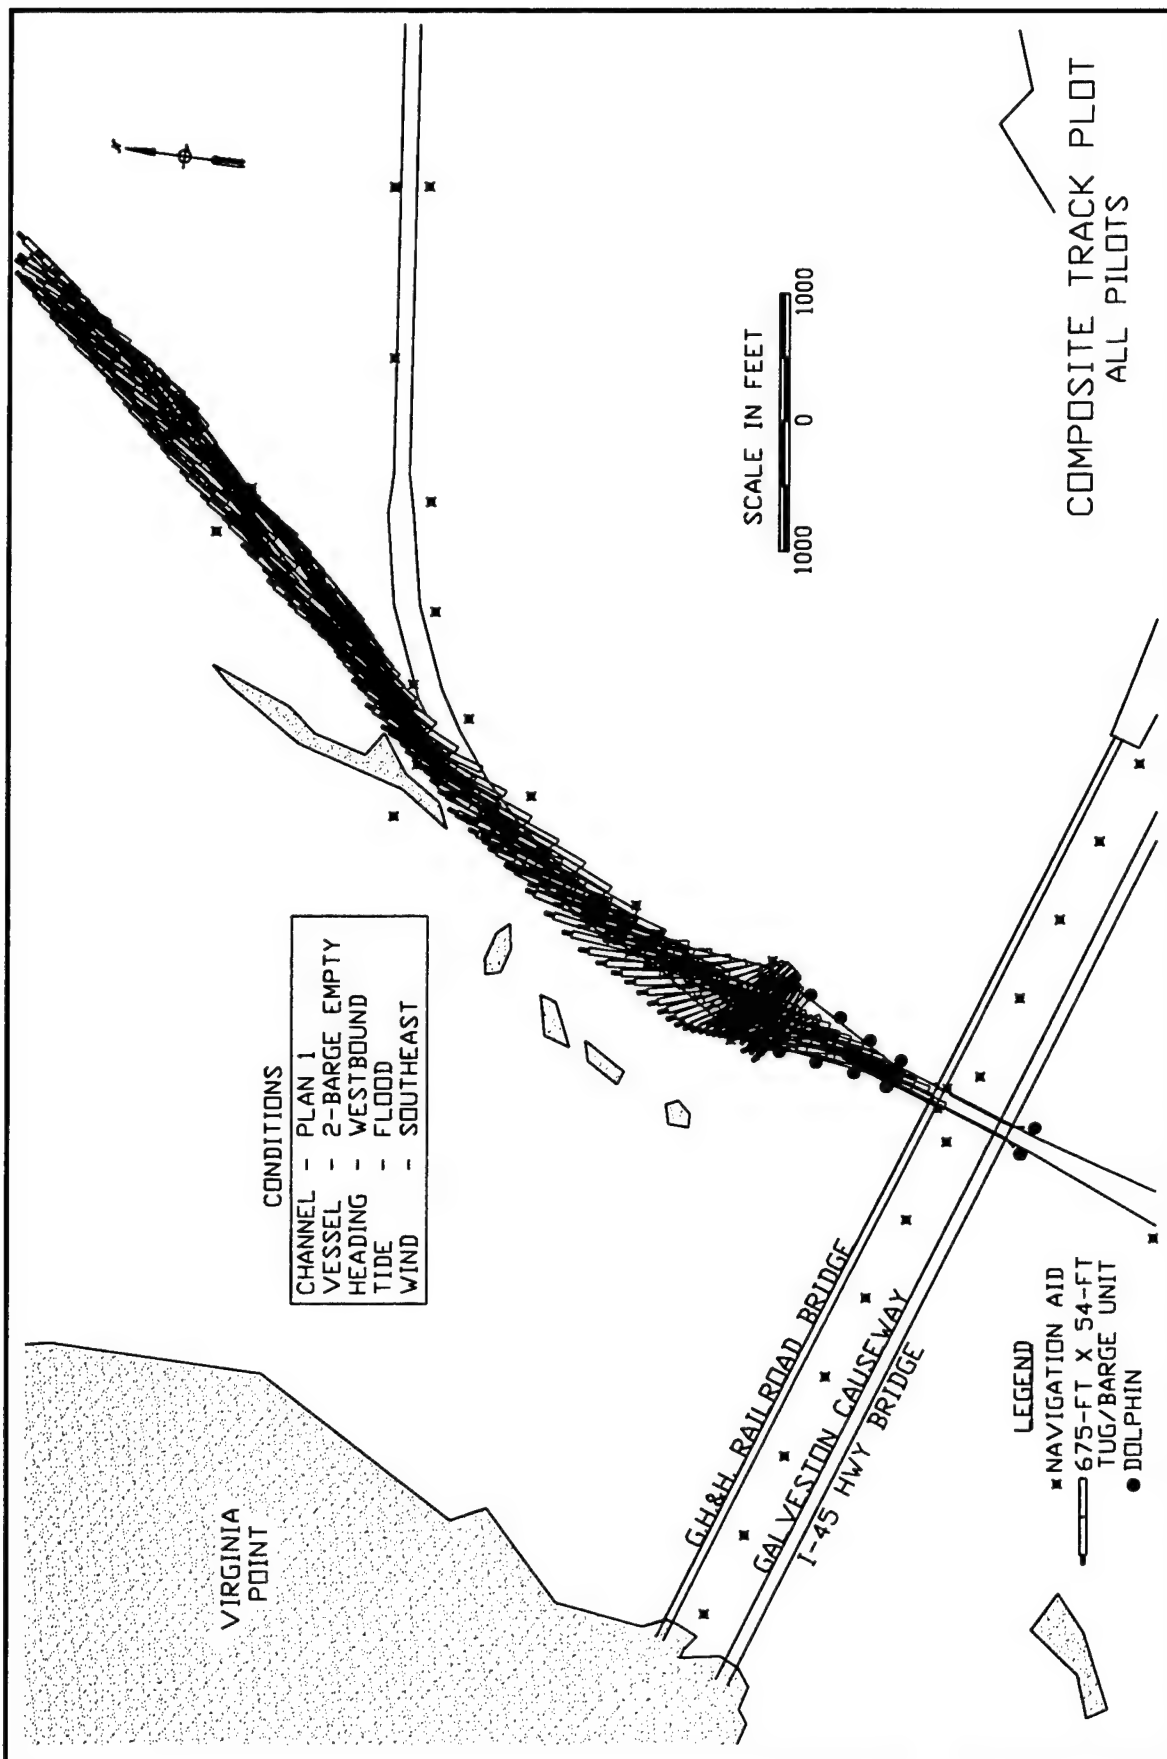 VIRGINIA
POINT
CONDITIONS
CHANNEL - PLAN 1
VESSEL - 2-BARGE EMPTY
HEADING - WESTBOUND
TIDE - FLOOD
WIND - SOUTHEAST
G.H.&H. RAILROAD BRIDGE
GALVESTON CAUSEWAY
I-45 HWY BRIDGE
SCALE IN FEET
1000 0 1000
LEGEND
NAVIGATION AID
675-FT X 54-FT
TUG/BARGE UNIT
DOLPHIN
COMPOSITE TRACK PLOT
ALL PILOTS